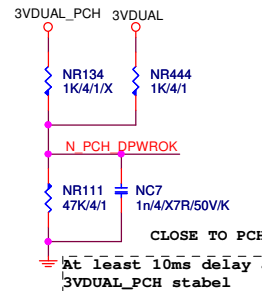 3VDUAL_PCH 3VDUAL
NR134 NR444
1K/4/1/X 1K/4/1
N_PCH_DPWROK
NR111 NC7
47K/4/1 1n/4/X7R/50V/K
CLOSE TO PCH
At least 10ms delay
3VDUAL_PCH stabel